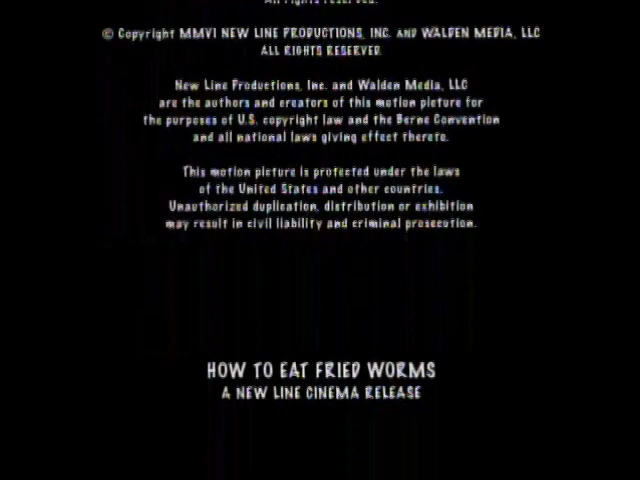 All rights reserved.
© Copyright MMVI NEW LINE PRODUCTIONS, INC. AND WALDEN MEDIA, LLC
ALL RIGHTS RESERVED.
New Line Productions, Inc. and Walden Media, LLC
are the authors and creators of this motion picture for
the purposes of U.S. copyright law and the Berne Convention
and all national laws giving effect thereto.
This motion picture is protected under the laws
of the United States and other countries.
Unauthorized duplication, distribution or exhibition
may result in civil liability and criminal prosecution.
HOW TO EAT FRIED WORMS
A NEW LINE CINEMA RELEASE